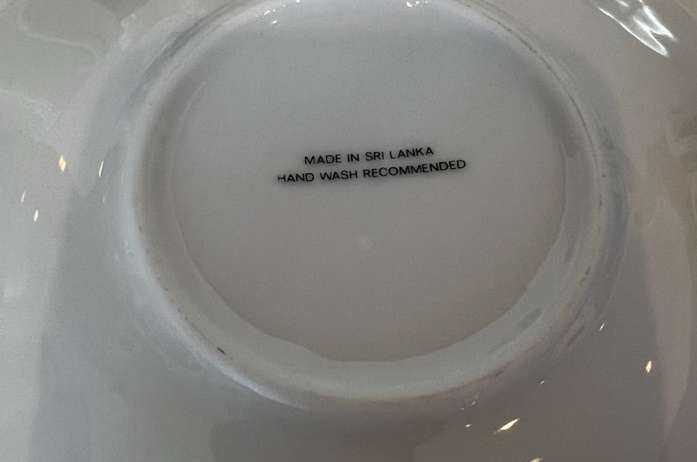 MADE IN SRI LANKA
HAND WASH RECOMMENDED